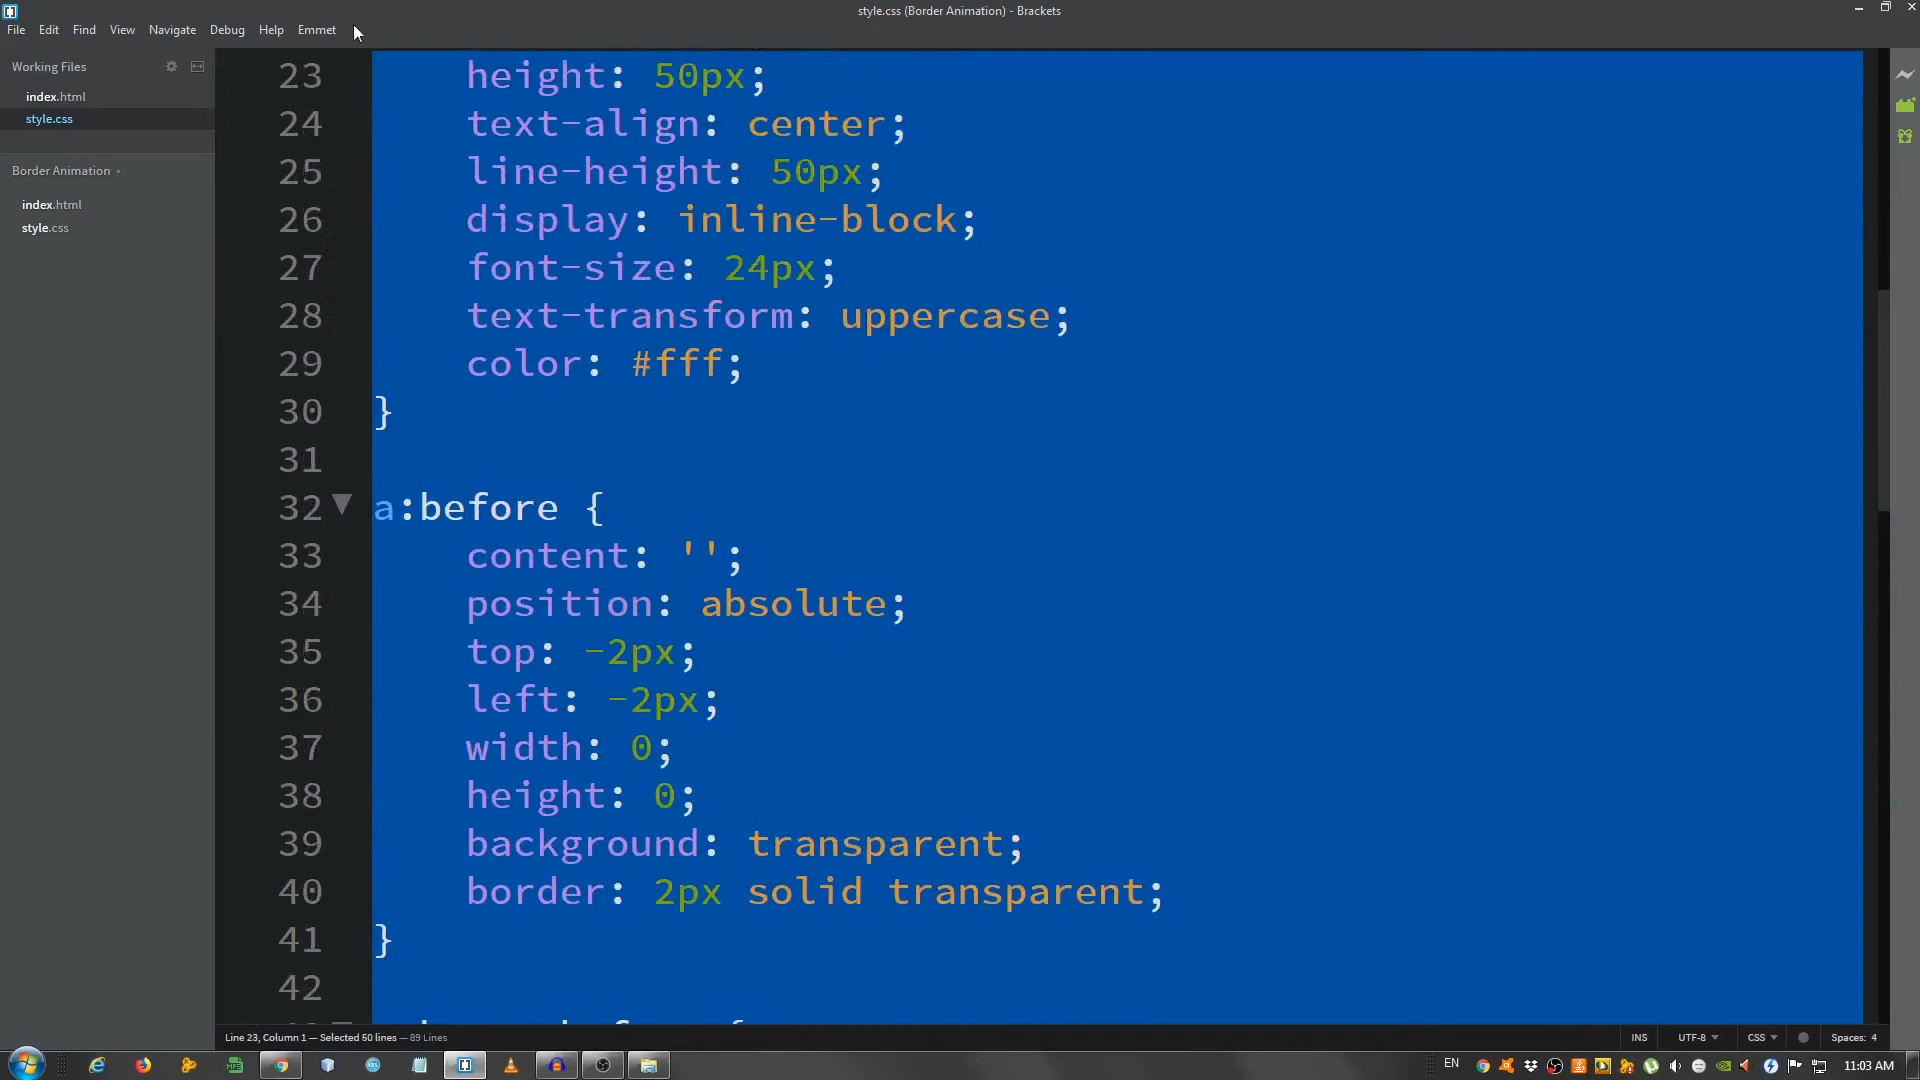 style.css (Border Animation) - Brackets
File Edit Find View Navigate Debug Help Emmet
Working Files
index.html
style.css
Border Animation
index.html
style.css
23 height: 50px;
24 text-align: center;
25 line-height: 50px;
26 display: inline-block;
27 font-size: 24px;
28 text-transform: uppercase;
29 color: #fff;
30 }
31
32 a:before {
33 content: '';
34 position: absolute;
35 top: -2px;
36 left: -2px;
37 width: 0;
38 height: 0;
39 background: transparent;
40 border: 2px solid transparent;
41 }
42
Line 23, Column 1 — Selected 50 lines — 89 Lines
INS UTF-8 CSS Spaces: 4
EN 11:03 AM